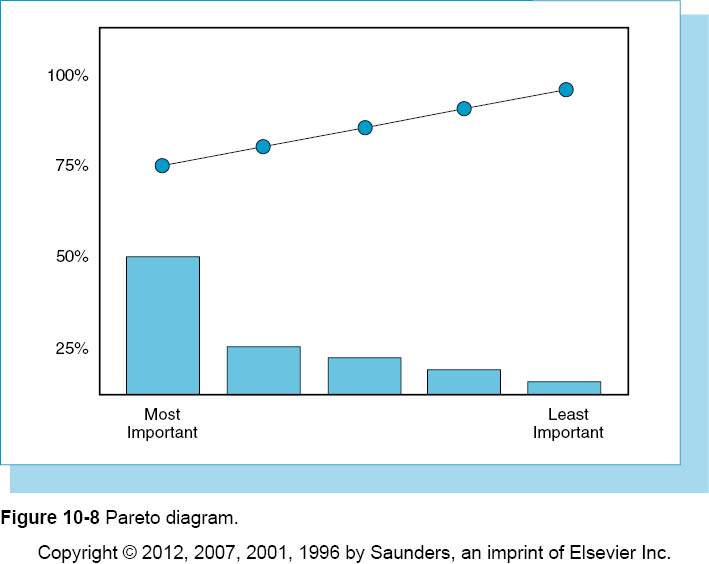 100%
75%
50%
25%
Most
Important
Least
Important
Figure 10-8 Pareto diagram.
Copyright © 2012, 2007, 2001, 1996 by Saunders, an imprint of Elsevier Inc.